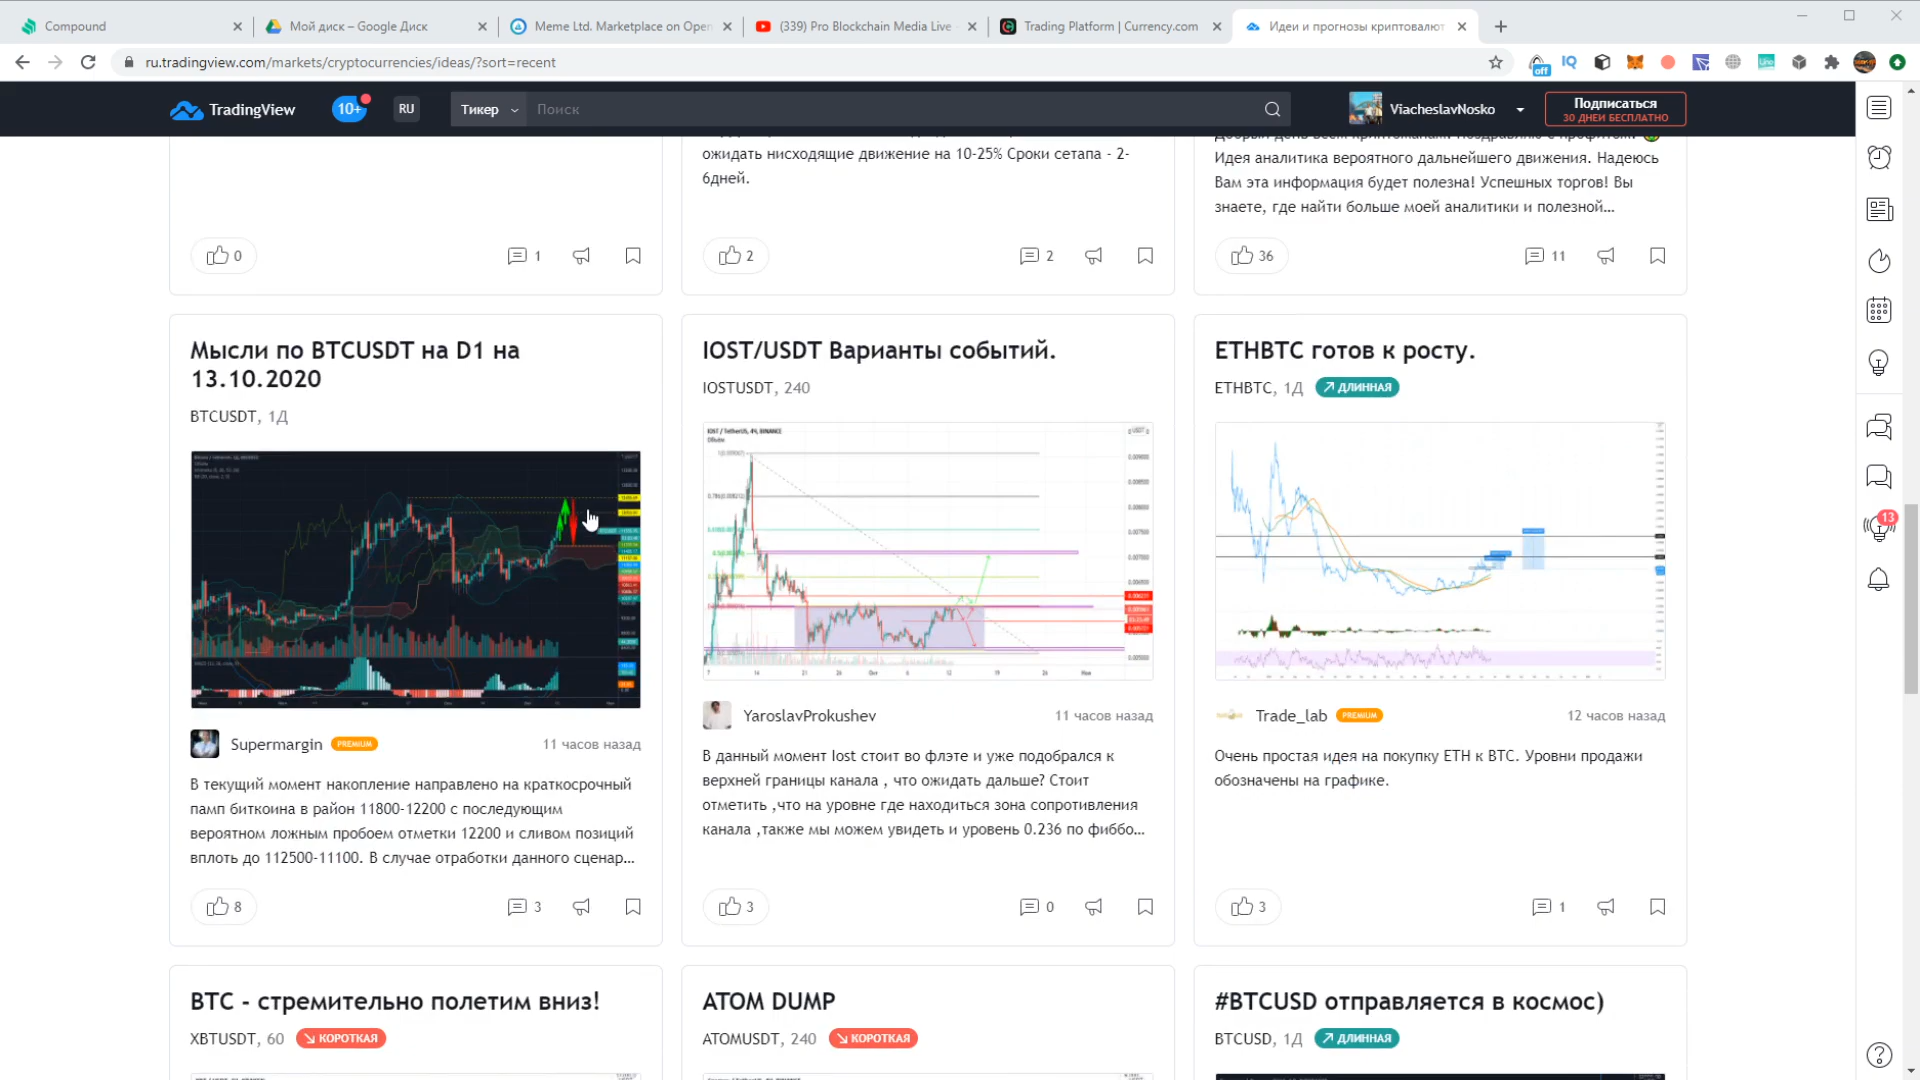 Compound
Мой диск – Google Диск
Meme Ltd. Marketplace on Open
(339) Pro Blockchain Media Live
Trading Platform | Currency.com
Идеи и прогнозы криптовалют
ru.tradingview.com/markets/cryptocurrencies/ideas/?sort=recent
off
IQ
TradingView
10+
RU
Тикер
Поиск
ViacheslavNosko
Подписаться
30 ДНЕЙ БЕСПЛАТНО
ожидать нисходящие движение на 10-25% Сроки сетапа - 2-
6дней.
Идея аналитика вероятного дальнейшего движения. Надеюсь
Вам эта информация будет полезна! Успешных торгов! Вы
знаете, где найти больше моей аналитики и полезной...
0
1
2
2
36
11
Мысли по BTCUSDT на D1 на
13.10.2020
BTCUSDT, 1Д
Supermargin
PREMIUM
11 часов назад
В текущий момент накопление направлено на краткосрочный
памп биткоина в район 11800-12200 с последующим
вероятном ложным пробоем отметки 12200 и сливом позиций
вплоть до 112500-11100. В случае отработки данного сценар...
8
3
IOST/USDT Варианты событий.
IOSTUSDT, 240
YaroslavProkushev
11 часов назад
В данный момент Iost стоит во флэте и уже подобрался к
верхней границы канала , что ожидать дальше? Стоит
отметить ,что на уровне где находиться зона сопротивления
канала ,также мы можем увидеть и уровень 0.236 по фиббо...
3
0
ETHBTC готов к росту.
ETHBTC, 1Д
ДЛИННАЯ
Trade_lab
PREMIUM
12 часов назад
Очень простая идея на покупку ETH к BTC. Уровни продажи
обозначены на графике.
3
1
13
BTC - стремительно полетим вниз!
XBTUSDT, 60
КОРОТКАЯ
ATOM DUMP
ATOMUSDT, 240
КОРОТКАЯ
#BTCUSD отправляется в космос)
BTCUSD, 1Д
ДЛИННАЯ